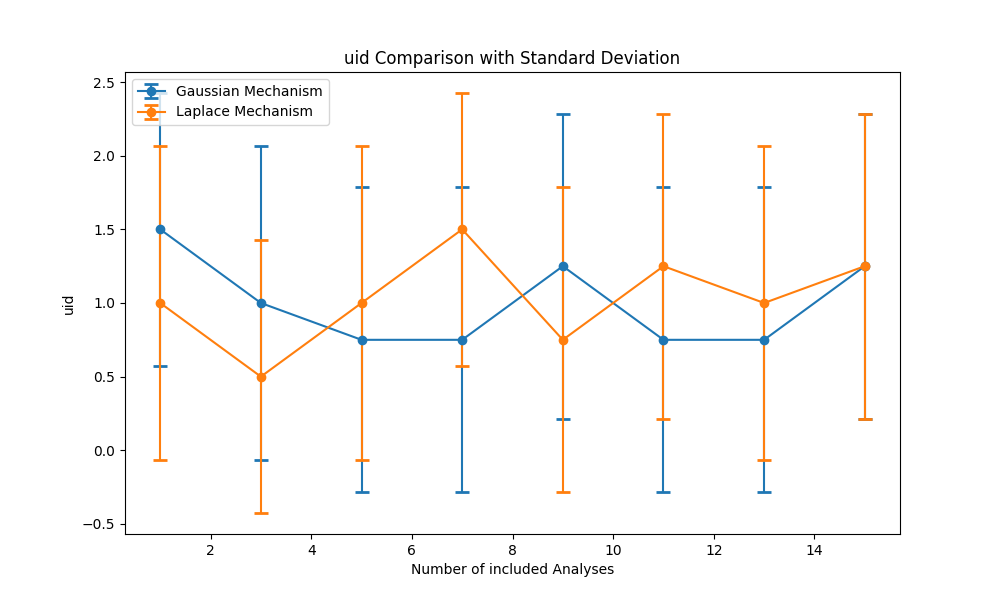 uid Comparison with Standard Deviation
Gaussian Mechanism
Laplace Mechanism
2.5
2.0
1.5
1.0
0.5
0.0
−0.5
uid
2 4 6 8 10 12 14
Number of included Analyses